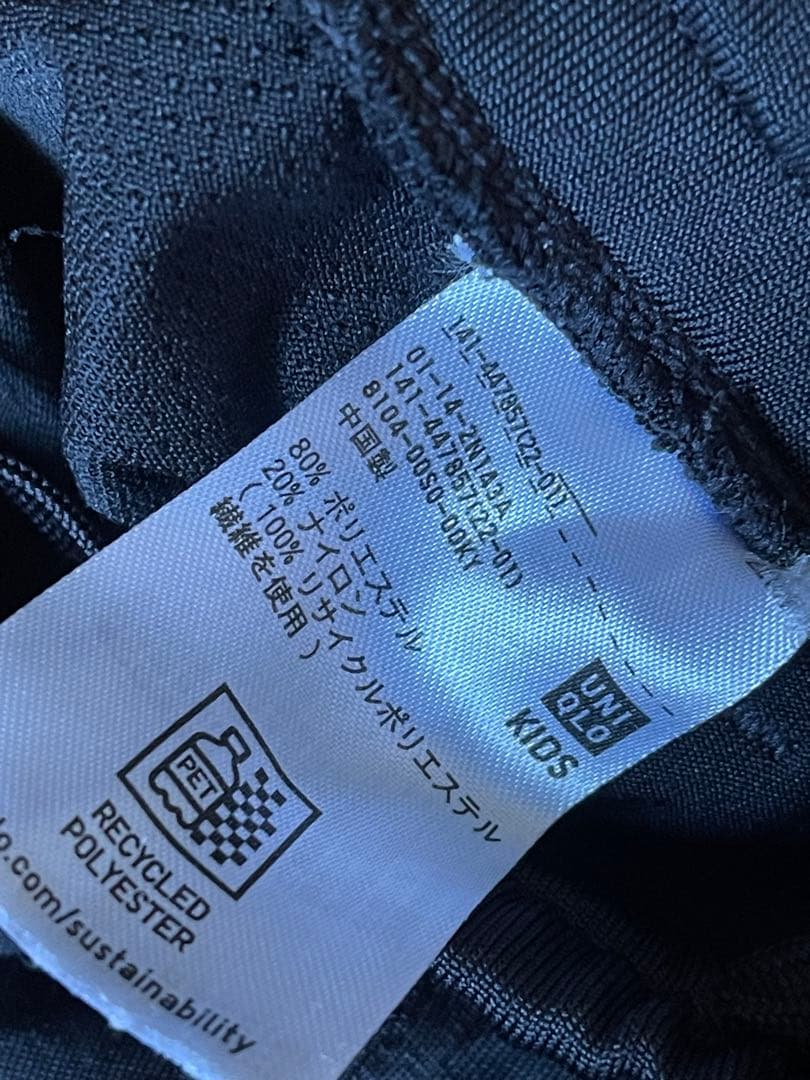 141-447857(22-01)
01-14-2N143A
141-447857(22-01)
8104-00S0-00KY
中国製
UNI
QLO
KIDS
80% ポリエステル
20% ナイロン
( 100% リサイクルポリエステル
繊維を使用 )
PET
RECYCLED
POLYESTER
.com/sustainability